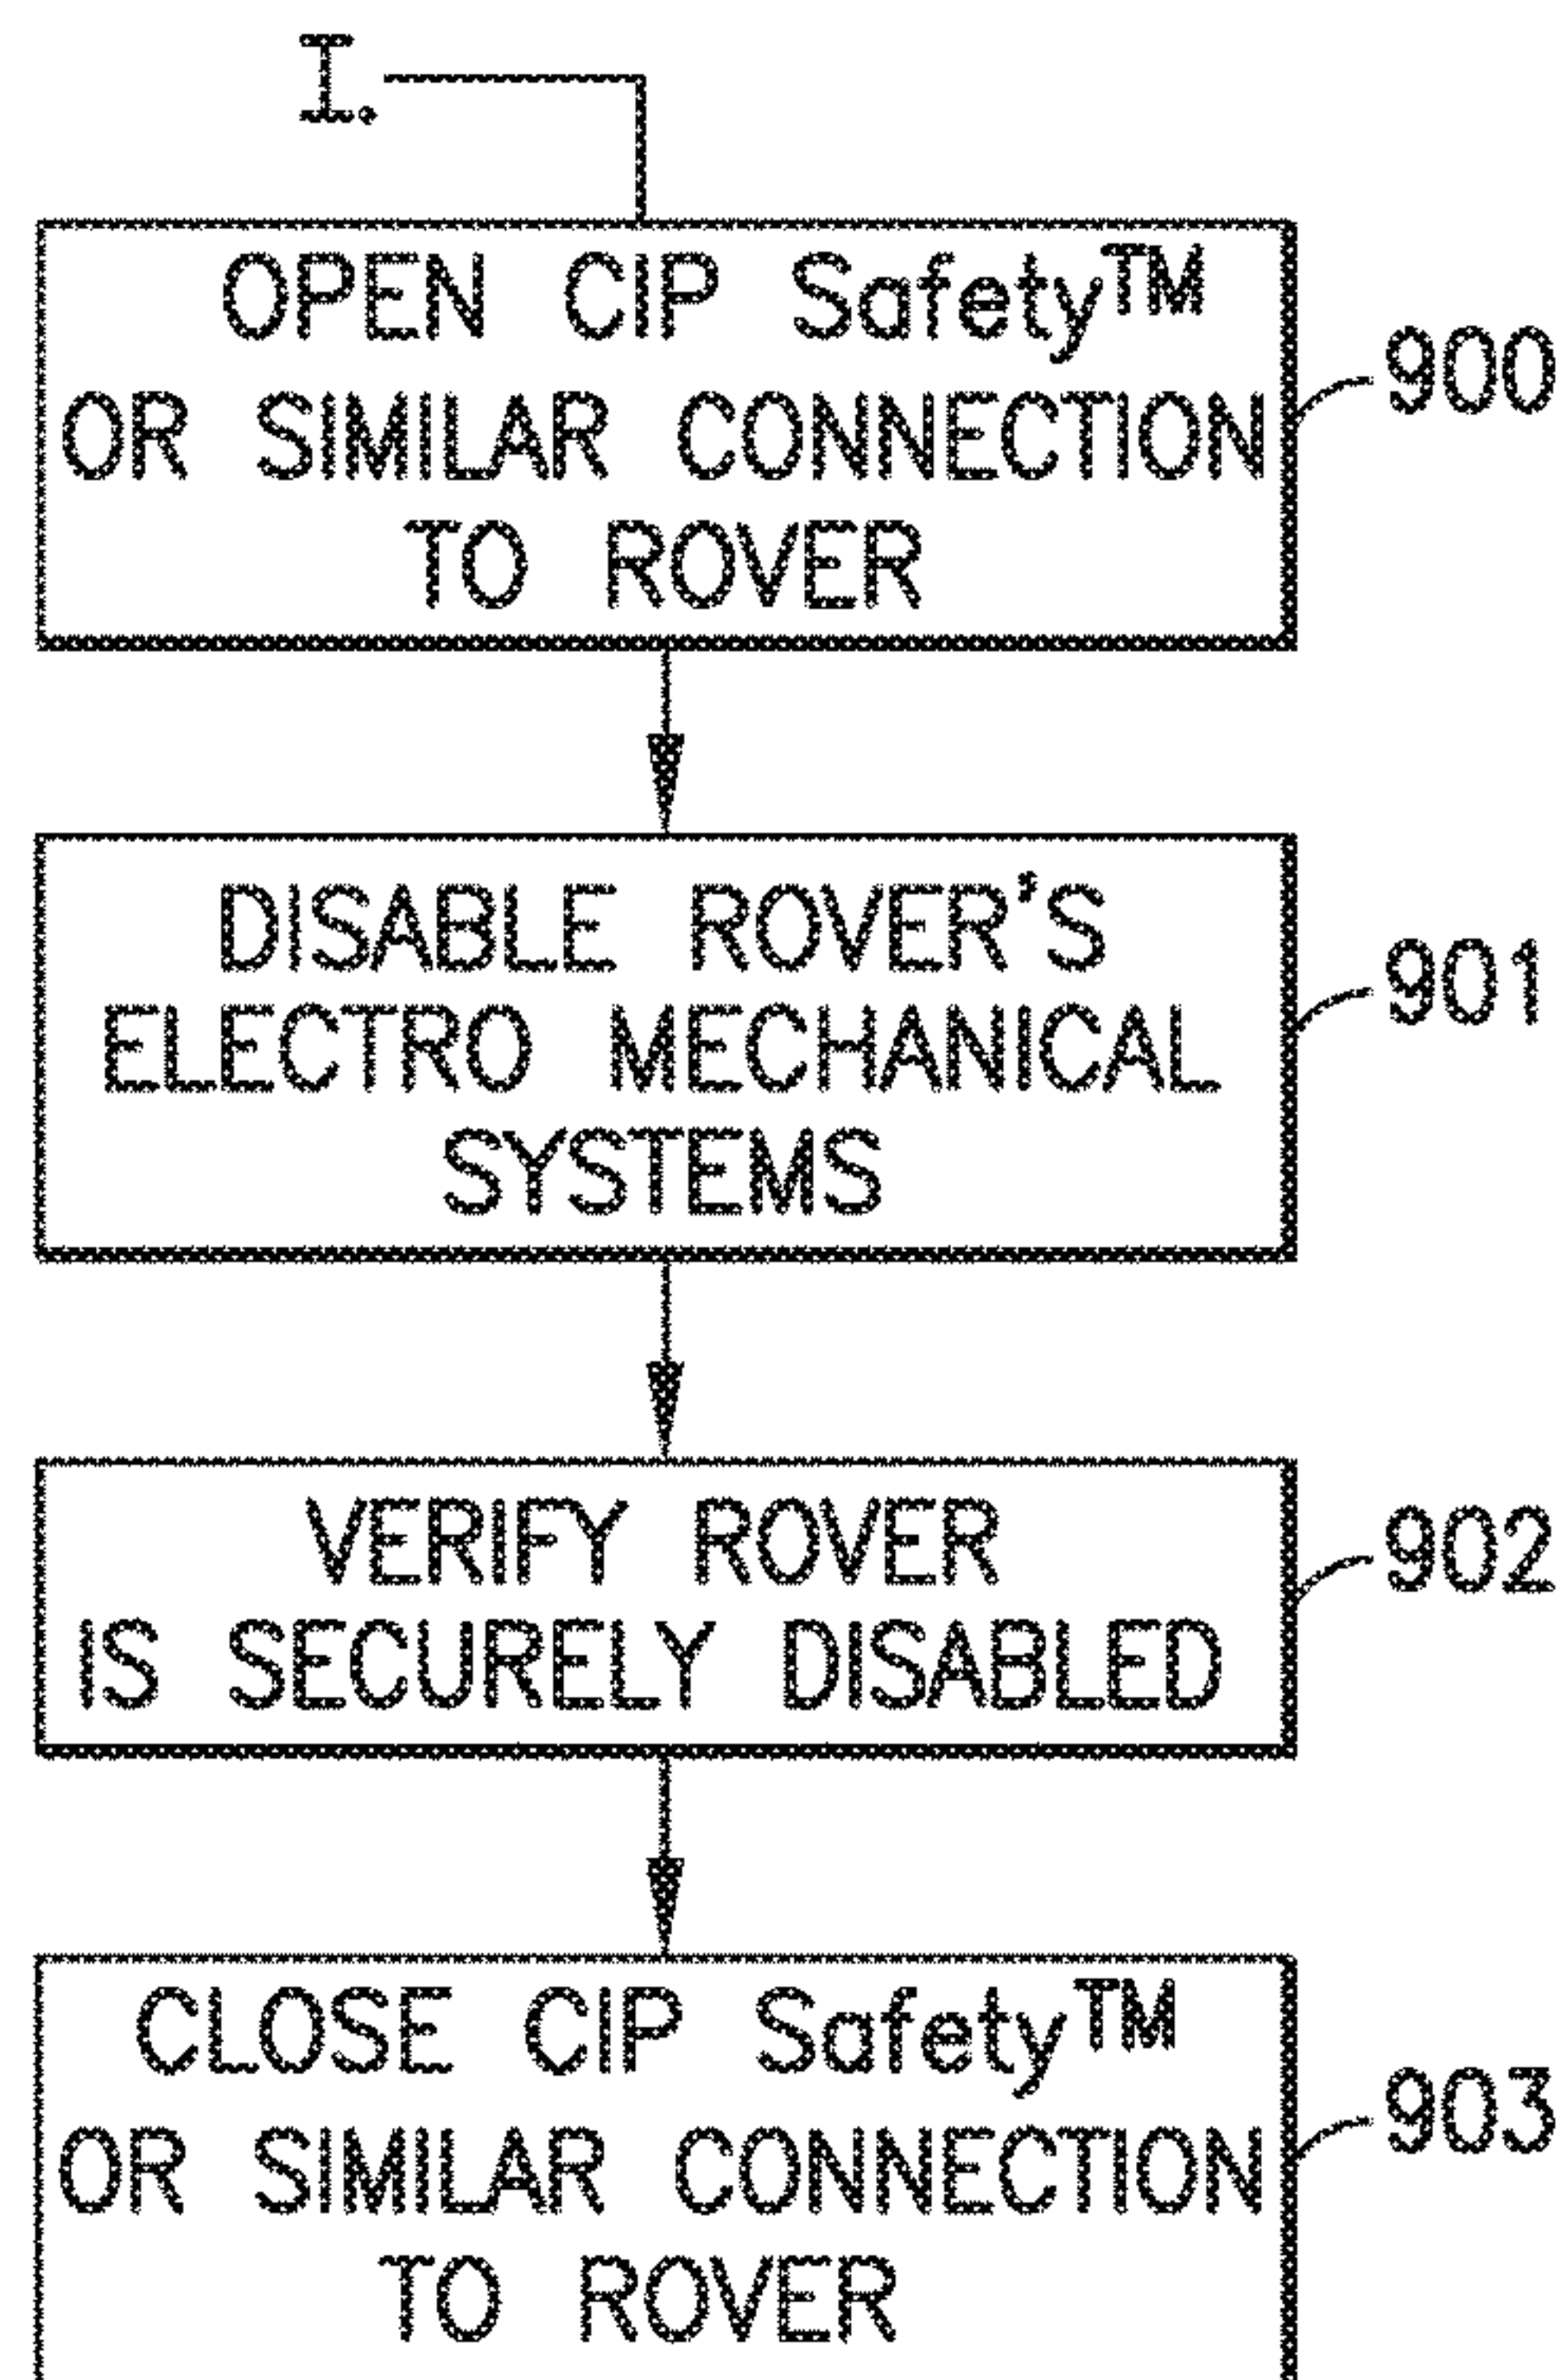 I.
OPEN CIP Safety™
OR SIMILAR CONNECTION
TO ROVER
900
DISABLE ROVER'S
ELECTRO MECHANICAL
SYSTEMS
901
VERIFY ROVER
IS SECURELY DISABLED
902
CLOSE CIP Safety™
OR SIMILAR CONNECTION
TO ROVER
903